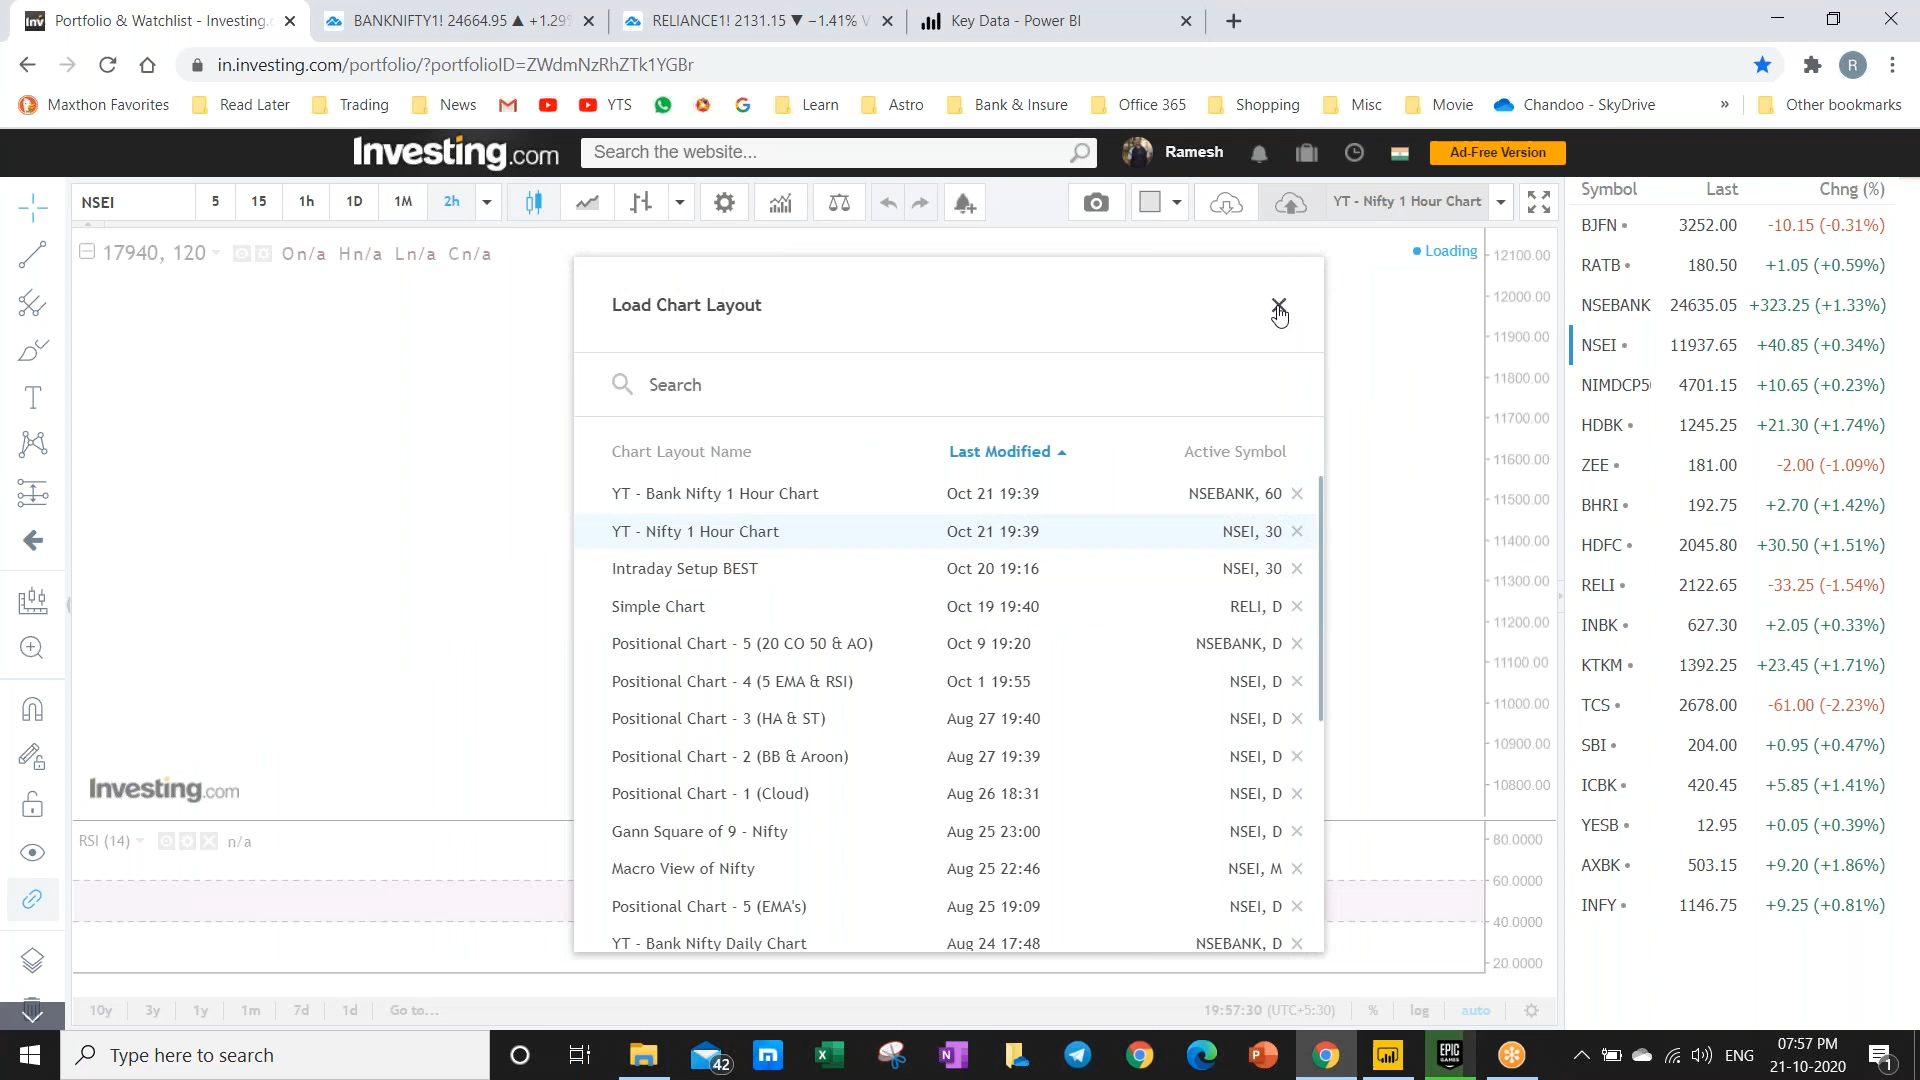 Portfolio & Watchlist - Investing.
BANKNIFTY1! 24664.95 ▲ +1.29%
RELIANCE1! 2131.15 ▼ −1.41% V
Key Data - Power BI
in.investing.com/portfolio/?portfolioID=ZWdmNzRhZTk1YGBr
R
Maxthon Favorites Read Later Trading News YTS Learn Astro Bank & Insure Office 365 Shopping Misc Movie Chandoo - SkyDrive » Other bookmarks
Investing.com Search the website... Ramesh Ad-Free Version
NSEI 5 15 1h 1D 1M 2h YT - Nifty 1 Hour Chart
17940, 120 On/a Hn/a Ln/a Cn/a
Loading
Load Chart Layout
Search
Chart Layout Name Last Modified Active Symbol
YT - Bank Nifty 1 Hour Chart Oct 21 19:39 NSEBANK, 60
YT - Nifty 1 Hour Chart Oct 21 19:39 NSEI, 30
Intraday Setup BEST Oct 20 19:16 NSEI, 30
Simple Chart Oct 19 19:40 RELI, D
Positional Chart - 5 (20 CO 50 & AO) Oct 9 19:20 NSEBANK, D
Positional Chart - 4 (5 EMA & RSI) Oct 1 19:55 NSEI, D
Positional Chart - 3 (HA & ST) Aug 27 19:40 NSEI, D
Positional Chart - 2 (BB & Aroon) Aug 27 19:39 NSEI, D
Positional Chart - 1 (Cloud) Aug 26 18:31 NSEI, D
Gann Square of 9 - Nifty Aug 25 23:00 NSEI, D
Macro View of Nifty Aug 25 22:46 NSEI, M
Positional Chart - 5 (EMA's) Aug 25 19:09 NSEI, D
YT - Bank Nifty Daily Chart Aug 24 17:48 NSEBANK, D
Investing.com
RSI (14) n/a
12100.00
12000.00
11900.00
11800.00
11700.00
11600.00
11500.00
11400.00
11300.00
11200.00
11100.00
11000.00
10900.00
10800.00
80.0000
60.0000
40.0000
20.0000
10y 3y 1y 1m 7d 1d Go to... 19:57:30 (UTC+5:30) % log auto
Symbol Last Chng (%)
BJFN 3252.00 -10.15 (-0.31%)
RATB 180.50 +1.05 (+0.59%)
NSEBANK 24635.05 +323.25 (+1.33%)
NSEI 11937.65 +40.85 (+0.34%)
NIMDCP5 4701.15 +10.65 (+0.23%)
HDBK 1245.25 +21.30 (+1.74%)
ZEE 181.00 -2.00 (-1.09%)
BHRI 192.75 +2.70 (+1.42%)
HDFC 2045.80 +30.50 (+1.51%)
RELI 2122.65 -33.25 (-1.54%)
INBK 627.30 +2.05 (+0.33%)
KTKM 1392.25 +23.45 (+1.71%)
TCS 2678.00 -61.00 (-2.23%)
SBI 204.00 +0.95 (+0.47%)
ICBK 420.45 +5.85 (+1.41%)
YESB 12.95 +0.05 (+0.39%)
AXBK 503.15 +9.20 (+1.86%)
INFY 1146.75 +9.25 (+0.81%)
Type here to search 42 EPIC GAMES ENG 07:57 PM
21-10-2020 1